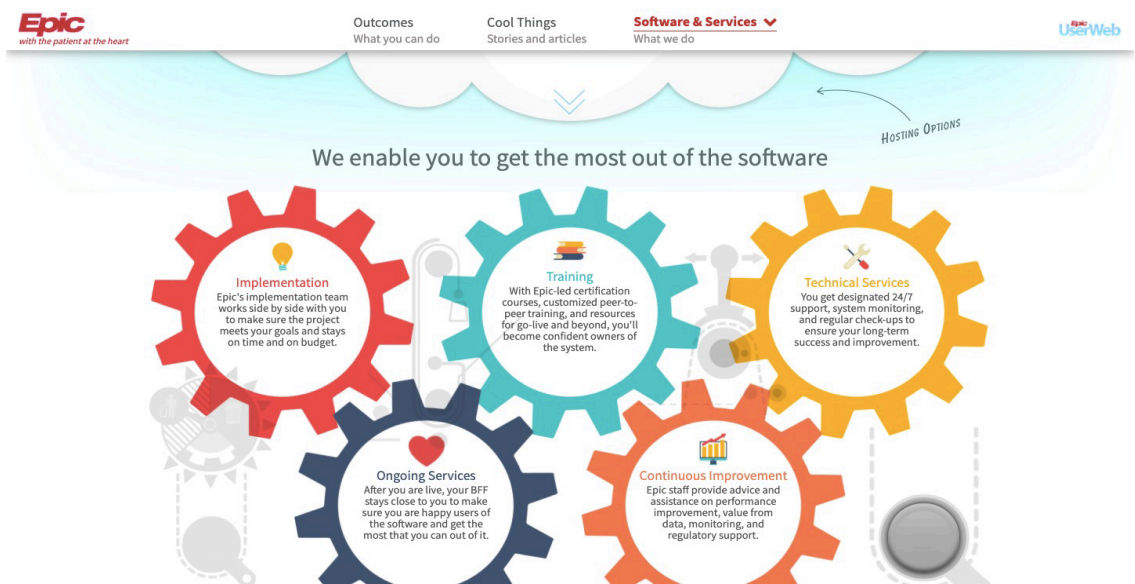 Epic
with the patient at the heart
Outcomes
What you can do
Cool Things
Stories and articles
Software & Services
What we do
Epic
UserWeb
Hosting Options
We enable you to get the most out of the software
Implementation
Epic's implementation team
works side by side with you
to make sure the project
meets your goals and stays
on time and on budget.
Training
With Epic-led certification
courses, customized peer-to-
peer training, and resources
for go-live and beyond, you'll
become confident owners of
the system.
Technical Services
You get designated 24/7
support, system monitoring,
and regular check-ups to
ensure your long-term
success and improvement.
Ongoing Services
After you are live, your BFF
stays close to you to make
sure you are happy users of
the software and get the
most that you can out of it.
Continuous Improvement
Epic staff provide advice and
assistance on performance
improvement, value from
data, monitoring, and
regulatory support.